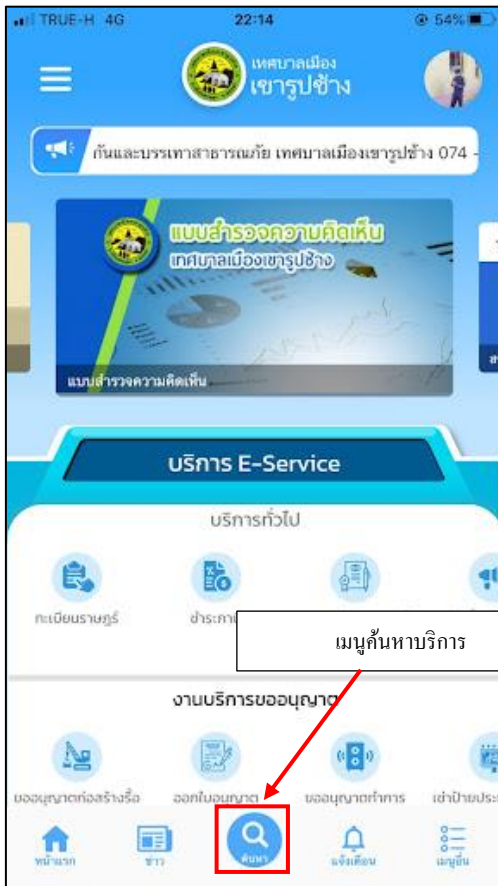 TRUE-H 4G 22:14 54%
เทศบาลเมือง
เขารูปช้าง
กันและบรรเทาสาธารณภัย เทศบาลเมืองเขารูปช้าง 074 -
แบบสำรวจความคิดเห็น
เทศบาลเมืองเขารูปช้าง
แบบสำรวจความคิดเห็น
บริการ E-Service
บริการทั่วไป
ทะเบียนราษฎร์ ชำระภา
เมนูค้นหาบริการ
งานบริการขออนุญาต
ขออนุญาตก่อสร้างรื้อ ออกใบอนุญาต ขออนุญาตทำการ เช่าป้ายประ
หน้าแรก ข่าว ค้นหา แจ้งเตือน เมนูอื่น